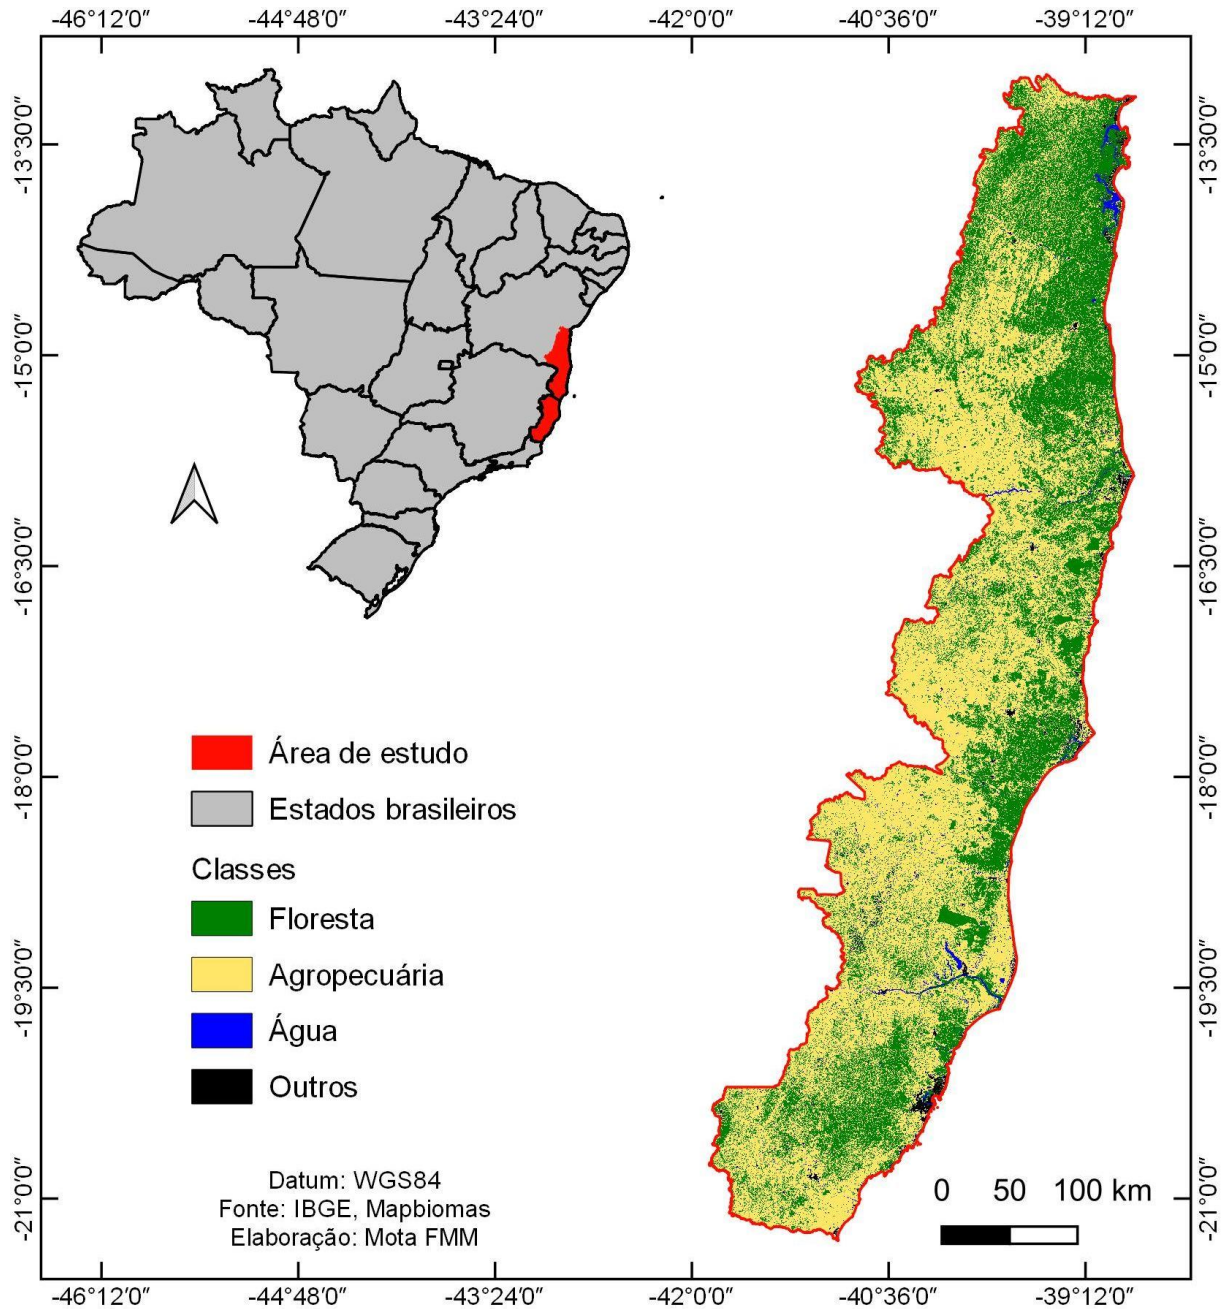 -46°12′0″ -44°48′0″ -43°24′0″ -42°0′0″ -40°36′0″ -39°12′0″
-13°30′0″ -13°30′0″
-15°0′0″ -15°0′0″
-16°30′0″ -16°30′0″
-18°0′0″ -18°0′0″
-19°30′0″ -19°30′0″
-21°0′0″ -21°0′0″
Área de estudo
Estados brasileiros
Classes
Floresta
Agropecuária
Água
Outros
Datum: WGS84
Fonte: IBGE, Mapbiomas
Elaboração: Mota FMM
0 50 100 km
-46°12′0″ -44°48′0″ -43°24′0″ -42°0′0″ -40°36′0″ -39°12′0″